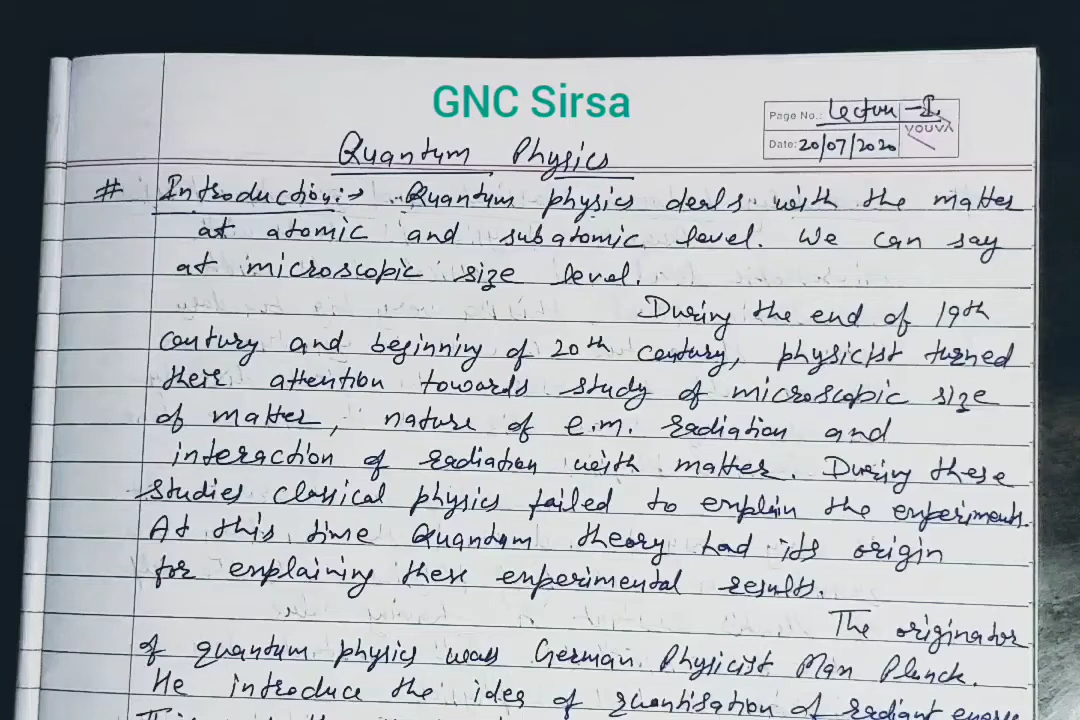 GNC Sirsa
Page No.: Lecture - I.
YOUVA
Date: 20/07/2020
Quantum Physics
# Introduction:→ Quantum physics deals with the matter
at atomic and subatomic level. We can say
at microscopic size level.
During the end of 19th
century and beginning of 20th century, physicist turned
their attention towards study of microscopic size
of matter, nature of e.m. radiation and
interaction of radiation with matter. During these
studies classical physics failed to explain the experiments.
At this time Quantum theory had its origin
for explaining these experimental results.
The originator
of quantum physics was German Physicist Max Planck.
He introduce the idea of quantisation of radiant energy